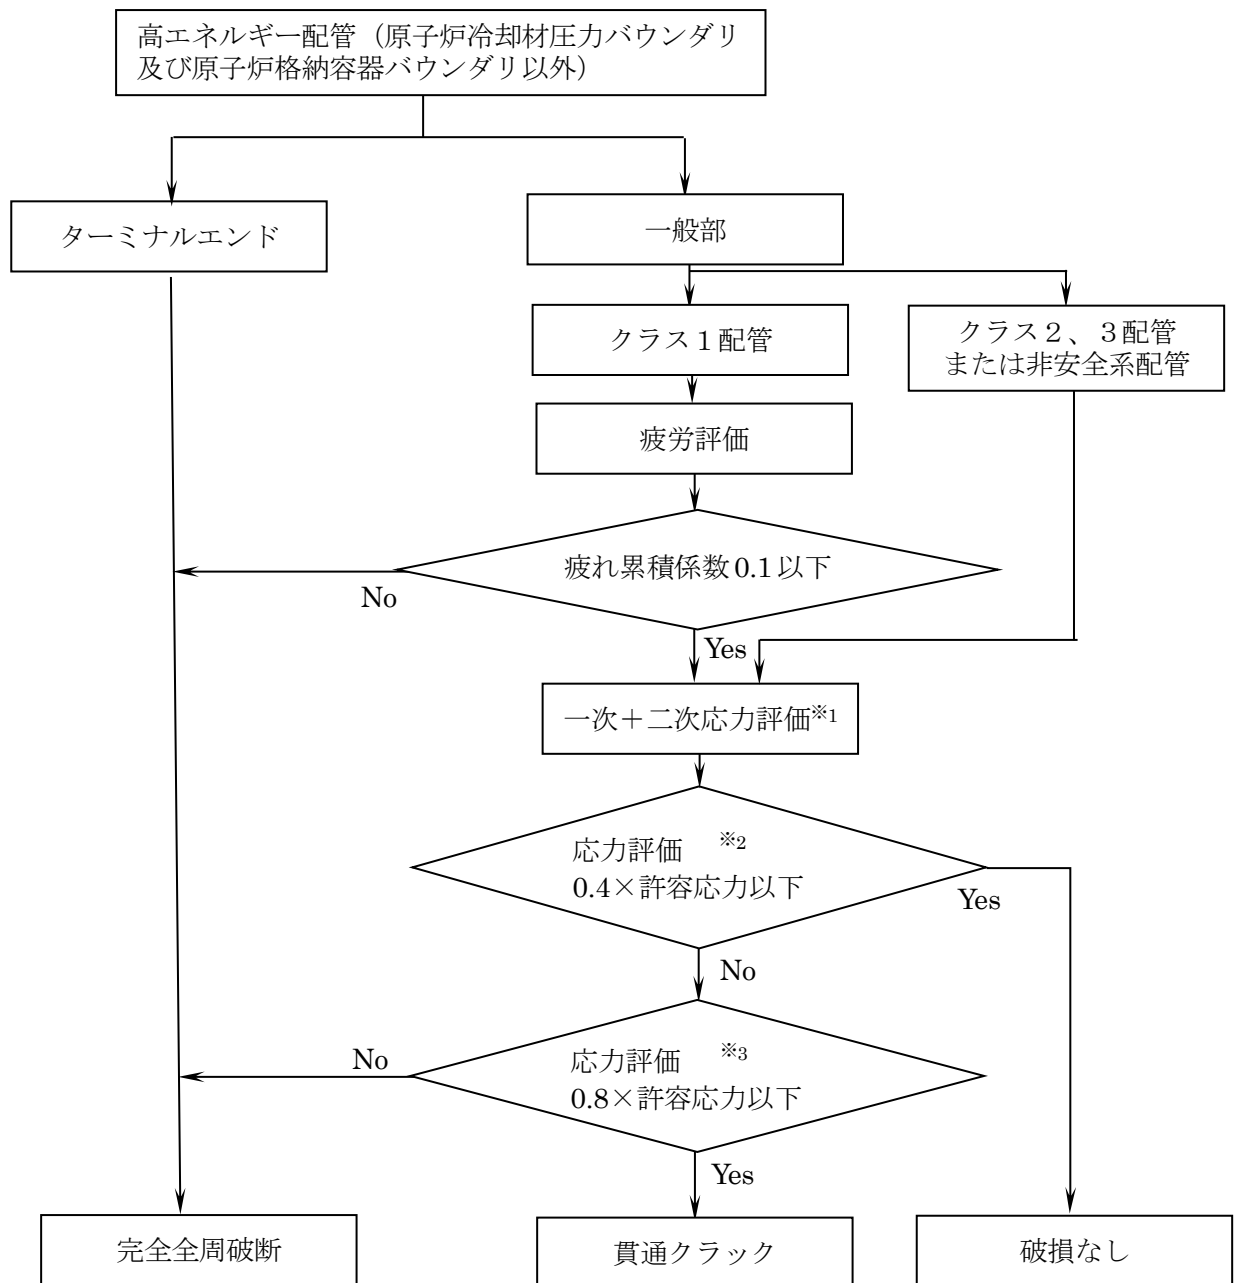 高エネルギー配管（原子炉冷却材圧力バウンダリ
及び原子炉格納容器バウンダリ以外）
ターミナルエンド
一般部
クラス１配管
クラス２、３配管
または非安全系配管
疲労評価
疲れ累積係数0.1以下
No
Yes
一次＋二次応力評価※1
応力評価 ※2
0.4×許容応力以下
Yes
No
応力評価 ※3
0.8×許容応力以下
No
Yes
完全全周破断
貫通クラック
破損なし